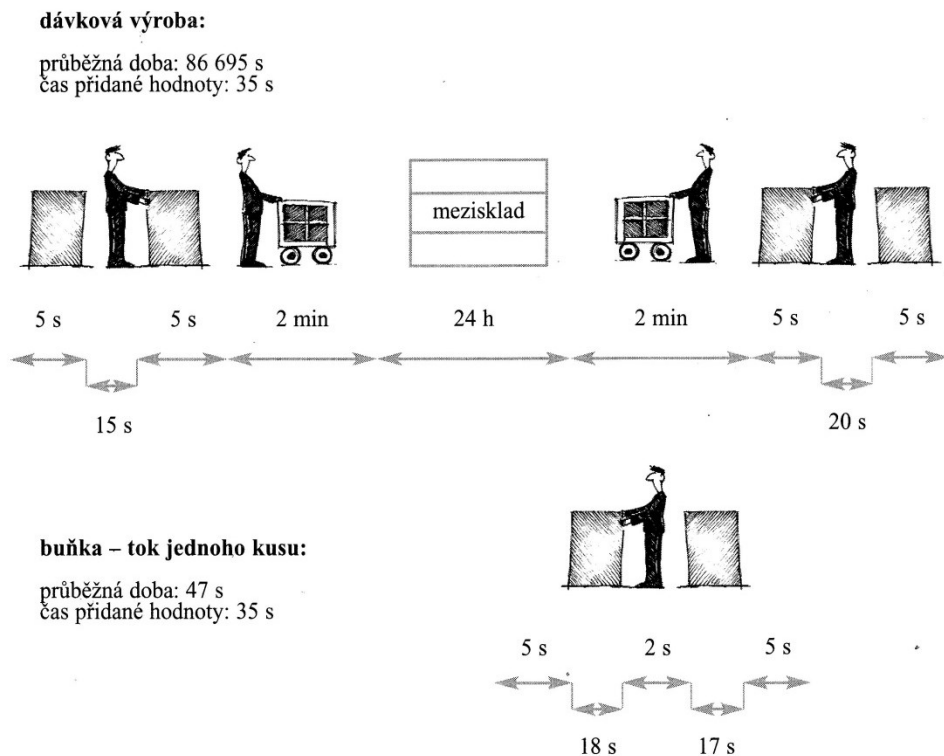 dávková výroba:
průběžná doba: 86 695 s
čas přidané hodnoty: 35 s
mezisklad
5 s 5 s 2 min 24 h 2 min 5 s 5 s
15 s 20 s
buňka – tok jednoho kusu:
průběžná doba: 47 s
čas přidané hodnoty: 35 s
5 s 2 s 5 s
18 s 17 s